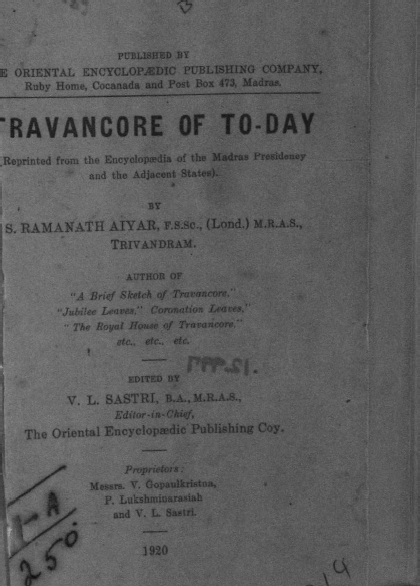 PUBLISHED BY
E ORIENTAL ENCYCLOPÆDIC PUBLISHING COMPANY,
Ruby Home, Cocanada and Post Box 473, Madras.
TRAVANCORE OF TO-DAY
(Reprinted from the Encyclopædia of the Madras Presidency
and the Adjacent States).
BY
S. RAMANATH AIYAR, F.S.Sc., (Lond.) M.R.A.S.,
TRIVANDRAM.
AUTHOR OF
"A Brief Sketch of Travancore."
"Jubilee Leaves," Coronation Leaves,"
"The Royal House of Travancore."
etc., etc., etc.
EDITED BY
V. L. SASTRI, B.A., M.R.A.S.,
Editor-in-Chief,
The Oriental Encyclopædic Publishing Coy.
Proprietors:
Messrs. V. Gopaulkristna,
P. Lukshminarasiah
and V. L. Sastri.
1-A
250.
1920